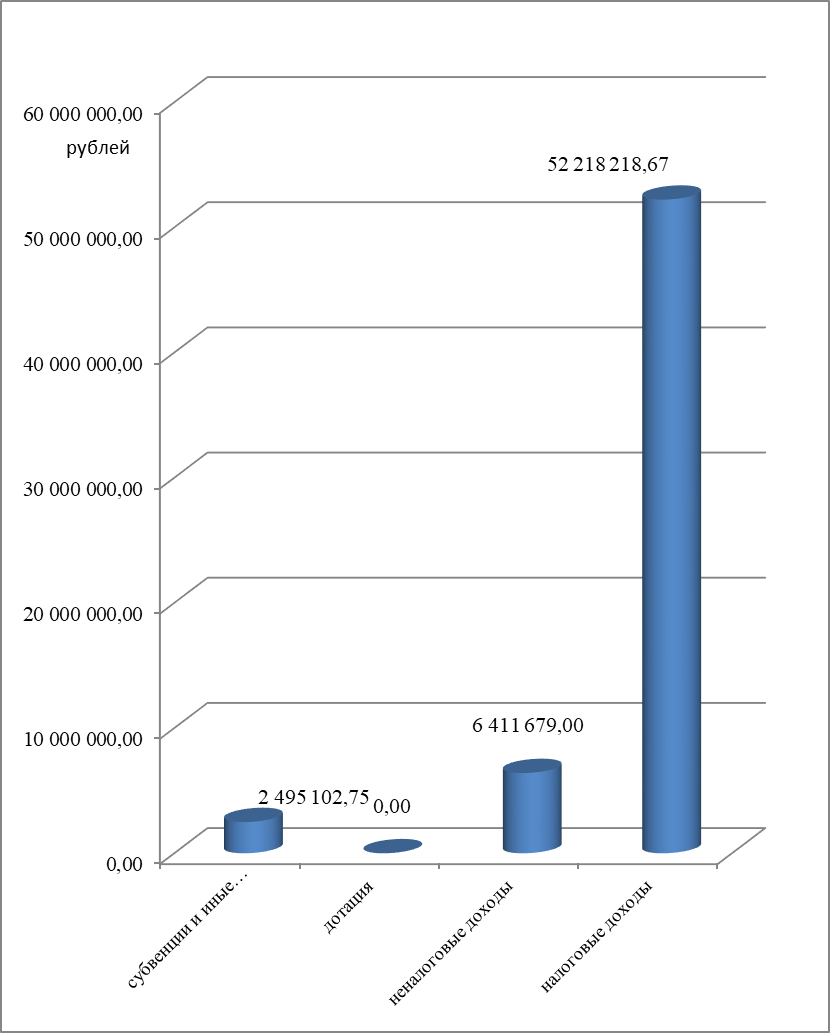 60 000 000,00
рублей
52 218 218,67
50 000 000,00
40 000 000,00
30 000 000,00
20 000 000,00
10 000 000,00
6 411 679,00
2 495 102,75
0,00
0,00
субвенции и иные…
дотация
неналоговые доходы
налоговые доходы